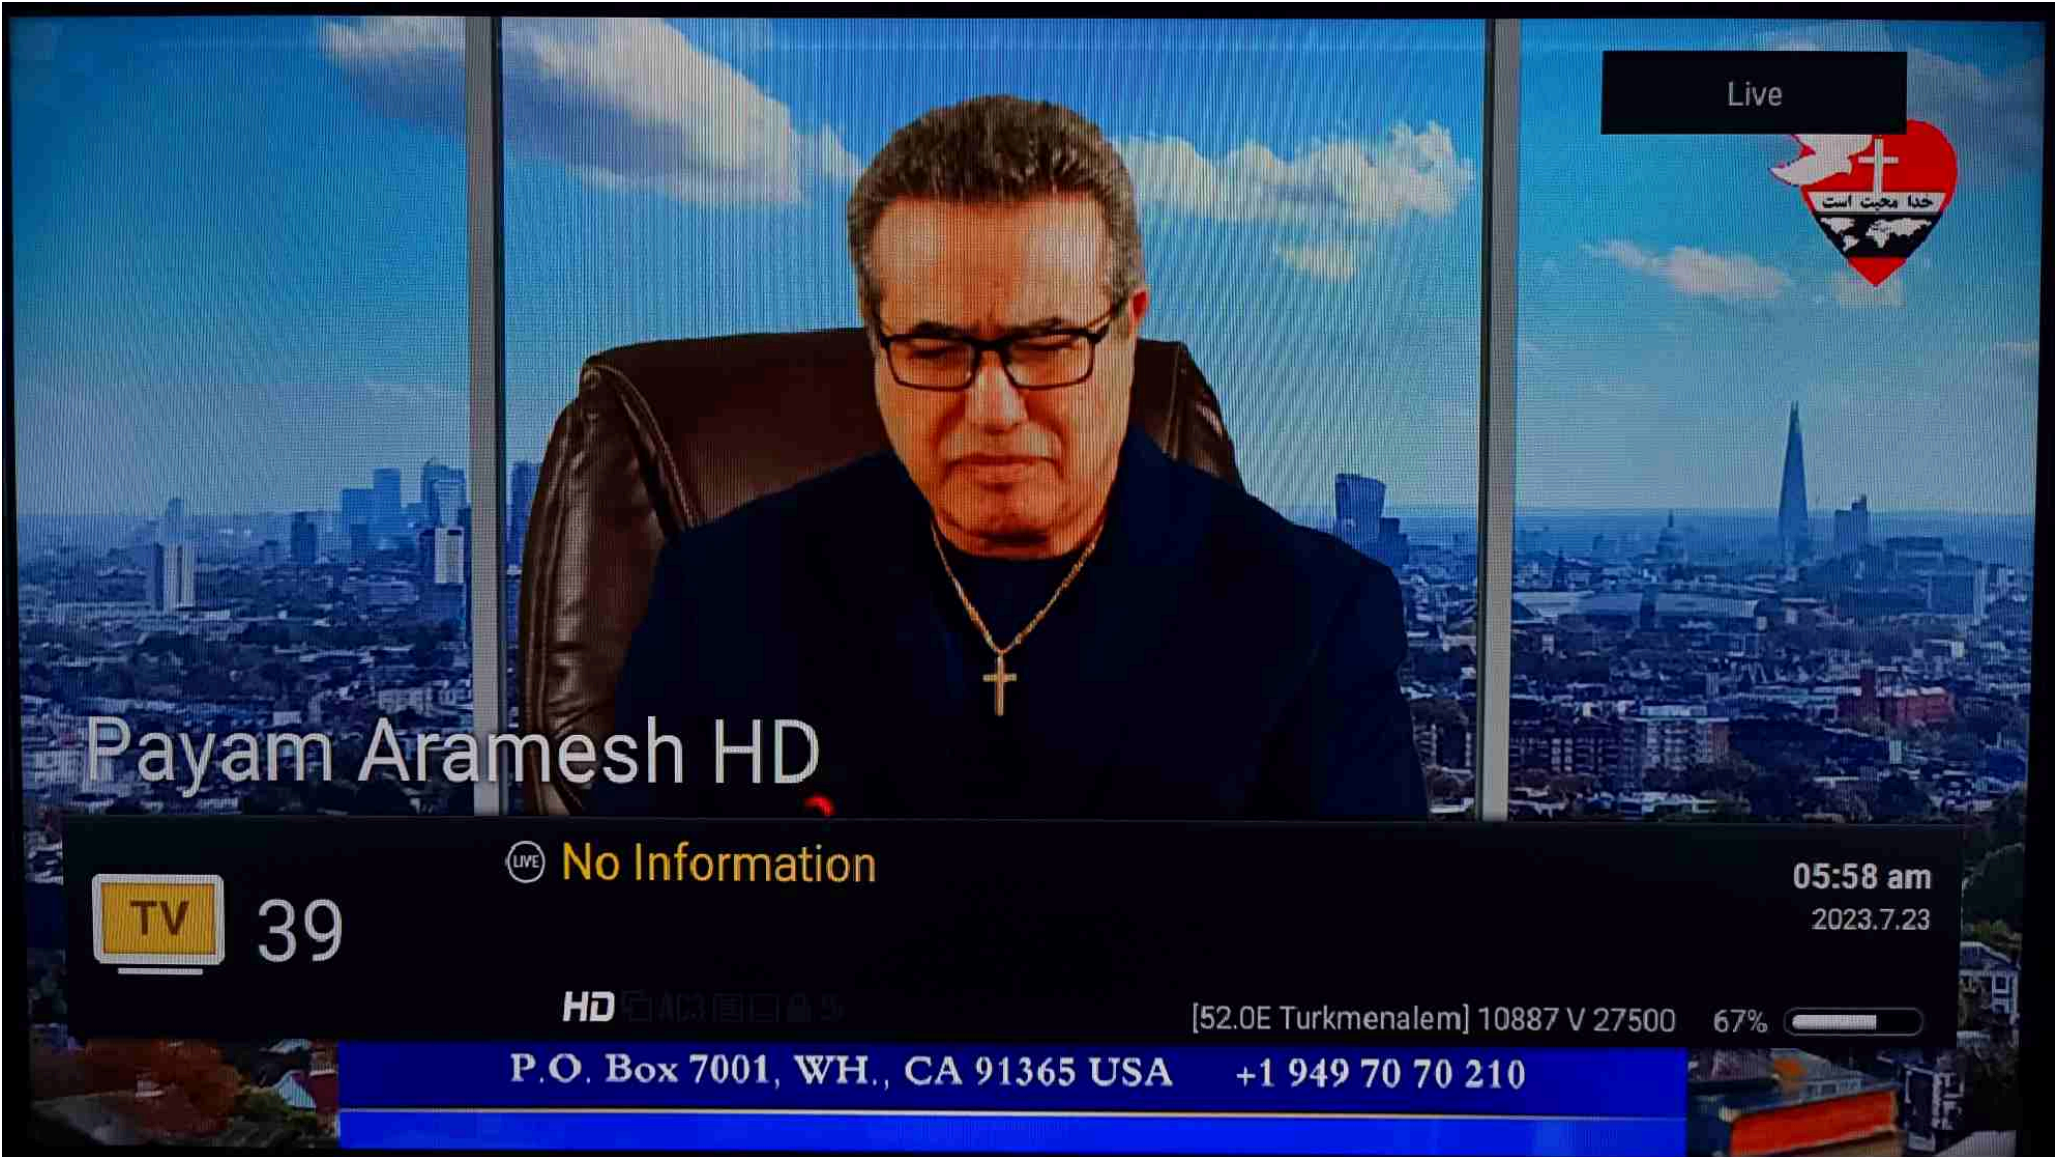 Live
خدا محبت است
Payam Aramesh HD
LIVE No Information
05:58 am
TV 39
2023.7.23
HD
[52.0E Turkmenalem] 10887 V 27500 67%
P.O. Box 7001, WH., CA 91365 USA +1 949 70 70 210